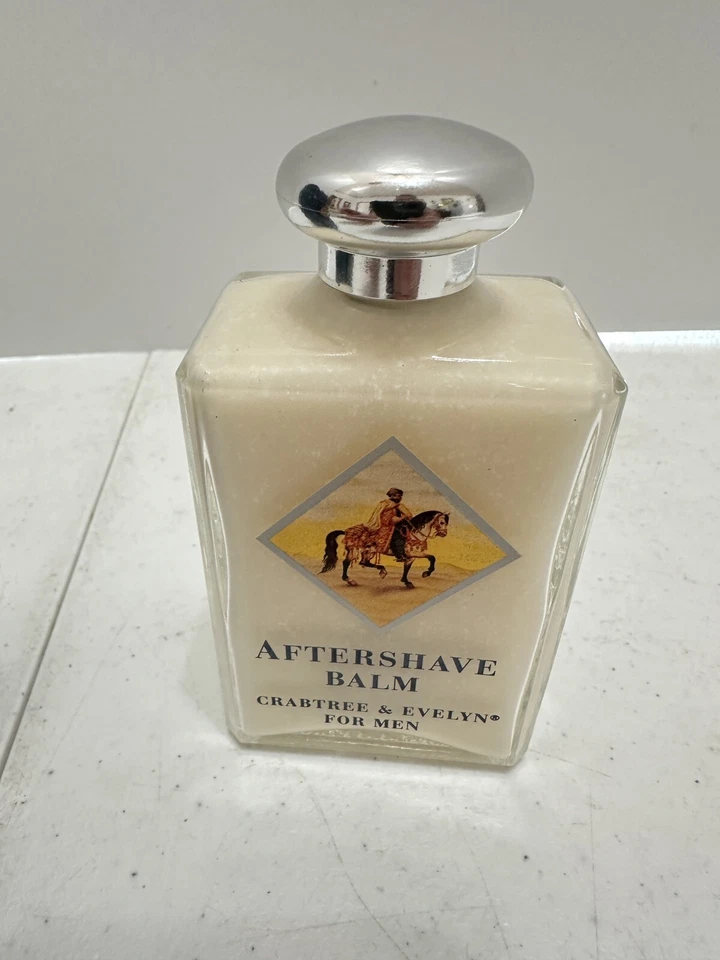 AFTERSHAVE
BALM
CRABTREE & EVELYN®
FOR MEN